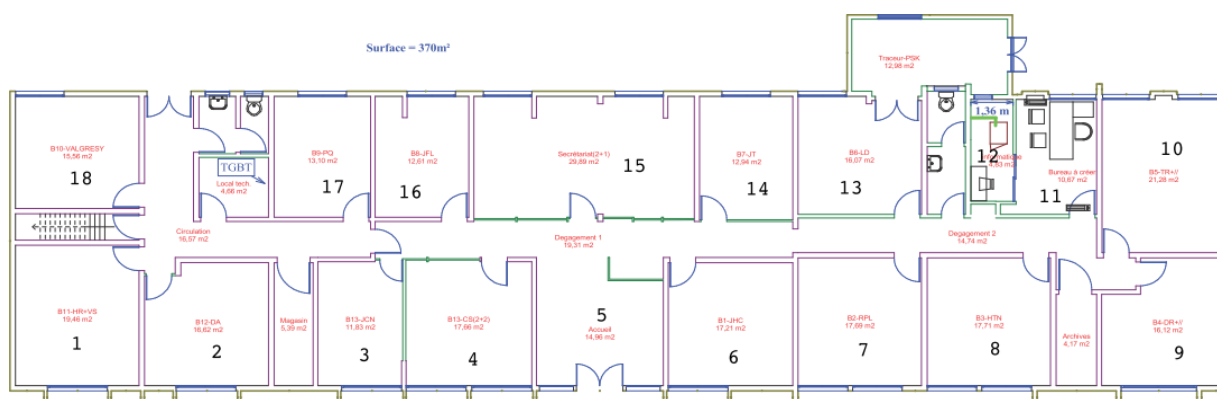 Surface = 370m²
Traceur-PSK
12,98 m2
1,36 m
B10-VALGRESY
15,56 m2
18
TGBT
Local tech.
4,66 m2
B9-PQ
13,10 m2
17
B8-JFL
12,61 m2
16
Secrétariat(2+1)
29,89 m2
15
B7-JT
12,94 m2
14
B6-LD
16,07 m2
13
12
Informatique
4,93 m2
Bureau à créer
10,67 m2
11
10
B5-TR+//
21,28 m2
Circulation
16,57 m2
Degagement 1
19,31 m2
Degagement 2
14,74 m2
B11-HR+VS
19,46 m2
1
B12-DA
16,62 m2
2
Magasin
5,39 m2
B13-JCN
11,83 m2
3
B13-CS(2+2)
17,66 m2
4
5
Accueil
14,96 m2
B1-JHC
17,21 m2
6
B2-RPL
17,69 m2
7
B3-HTN
17,71 m2
8
Archives
4,17 m2
B4-DR+//
16,12 m2
9